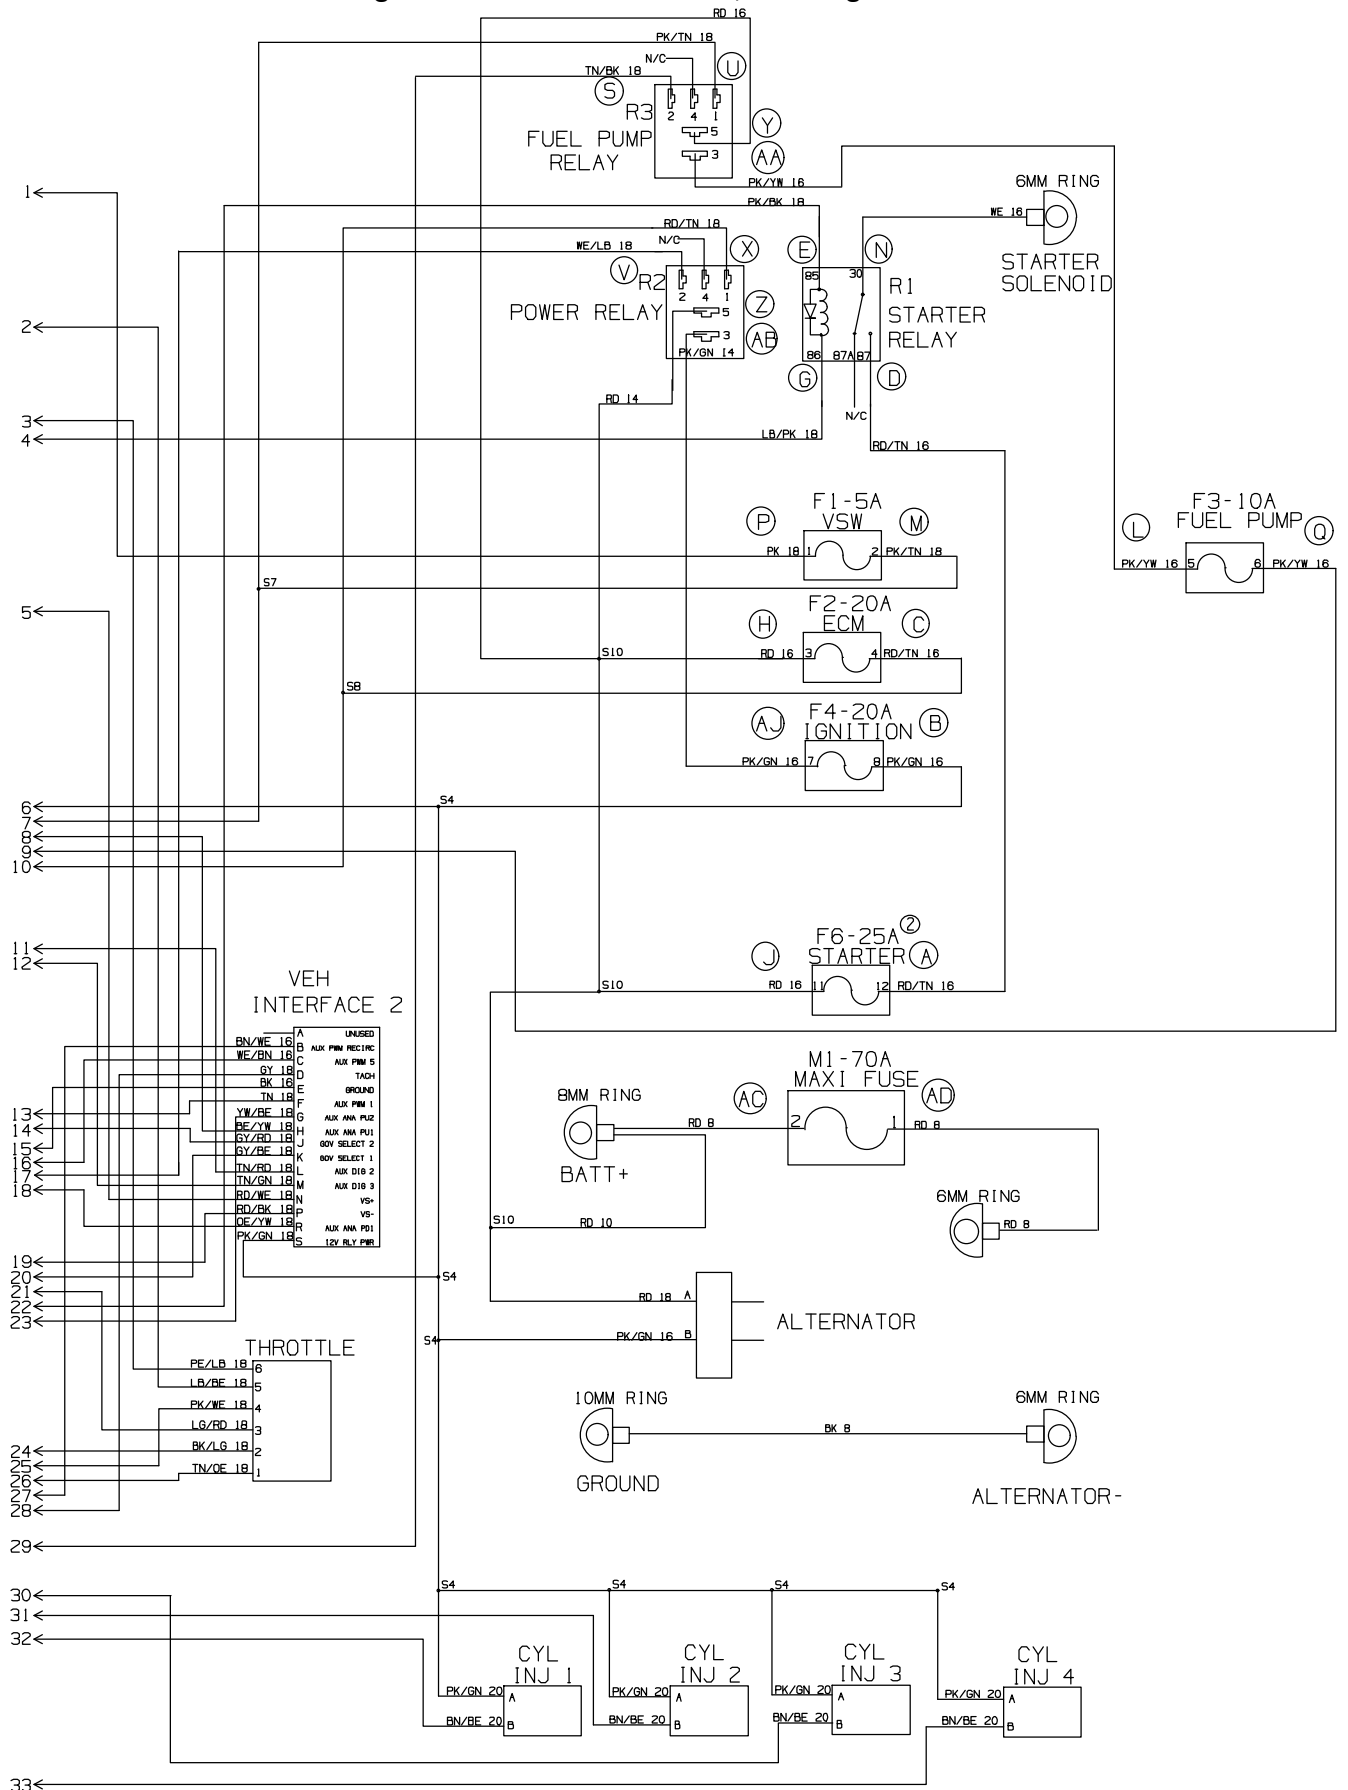 RD 16
PK/TN 18
N/C
U
TN/BK 18
S
R3
2 4 1
FUEL PUMP
RELAY
5
Y
3
AA
PK/YW 16
6MM RING
1
PK/BK 18
WE 16
RD/TN 18
N/C
WE/LB 18
X
E
N
STARTER
SOLENOID
V
R2
85
30
R1
2 4 1
POWER RELAY
5
Z
STARTER
RELAY
2
3
AB
PK/GN 14
86
87A
87
G
D
RD 14
N/C
3
4
LB/PK 18
RD/TN 16
F1-5A
VSW
P
M
F3-10A
FUEL PUMP
L
Q
PK 18
1
2
PK/TN 18
PK/YW 16
5
6
PK/YW 16
S7
5
F2-20A
ECM
H
C
S10
RD 16
3
4
RD/TN 16
S8
F4-20A
IGNITION
AJ
B
PK/GN 16
7
8
PK/GN 16
6
S4
7
8
9
10
F6-25A
2
STARTER
J
A
11
12
VEH
INTERFACE 2
S10
RD 16
11
12
RD/TN 16
A UNUSED
BN/WE 16 B AUX PWM RECIRC
WE/BN 16 C AUX PWM 5
GY 18 D TACH
BK 16 E GROUND
TN 18 F AUX PWM 1
YW/BE 18 G AUX ANA PU2
BE/YW 18 H AUX ANA PU1
GY/RD 18 J GOV SELECT 2
GY/BE 18 K GOV SELECT 1
TN/RD 18 L AUX DIG 2
TN/GN 18 M AUX DIG 3
RD/WE 18 N VS+
RD/BK 18 P VS-
OE/YW 18 R AUX ANA PD1
PK/GN 18 S 12V RLY PWR
M1-70A
MAXI FUSE
AC
AD
8MM RING
RD 8
2
1
RD 8
BATT+
13
14
15
16
17
18
6MM RING
RD 8
S10
RD 10
19
20
21
22
23
S4
RD 18
A
ALTERNATOR
S4
PK/GN 16
B
THROTTLE
PE/LB 18 6
LB/BE 18 5
PK/WE 18 4
LG/RD 18 3
BK/LG 18 2
TN/OE 18 1
10MM RING
6MM RING
BK 8
GROUND
ALTERNATOR-
24
25
26
27
28
29
30
S4
S4
S4
S4
31
32
CYL
INJ 1
CYL
INJ 2
CYL
INJ 3
CYL
INJ 4
PK/GN 20
A
PK/GN 20
A
PK/GN 20
A
PK/GN 20
A
BN/BE 20
B
BN/BE 20
B
BN/BE 20
B
BN/BE 20
B
33